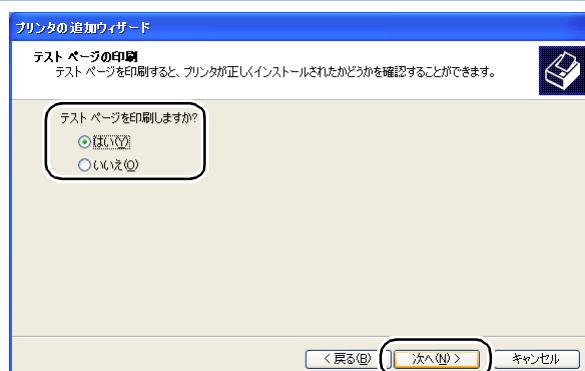 プリンタの追加ウィザード
テスト ページの印刷
テスト ページを印刷すると、プリンタが正しくインストールされたかどうかを確認することができます。
テスト ページを印刷しますか?
はい(Y)
いいえ(O)
< 戻る(B) 次へ(N) > キャンセル